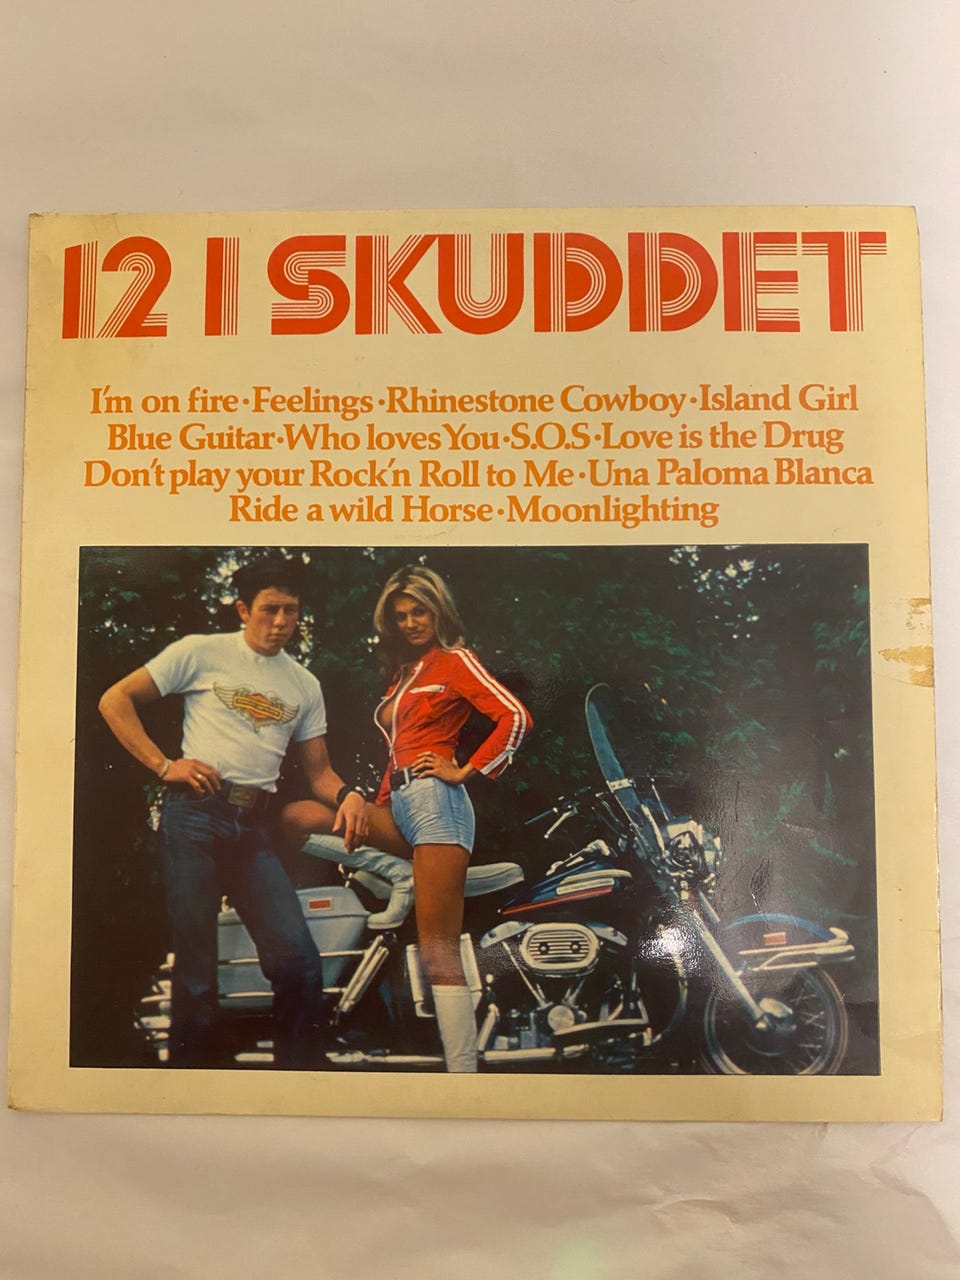 12 I SKUDDET
I'm on fire · Feelings · Rhinestone Cowboy · Island Girl
Blue Guitar · Who loves You · S.O.S · Love is the Drug
Don't play your Rock'n Roll to Me · Una Paloma Blanca
Ride a wild Horse · Moonlighting